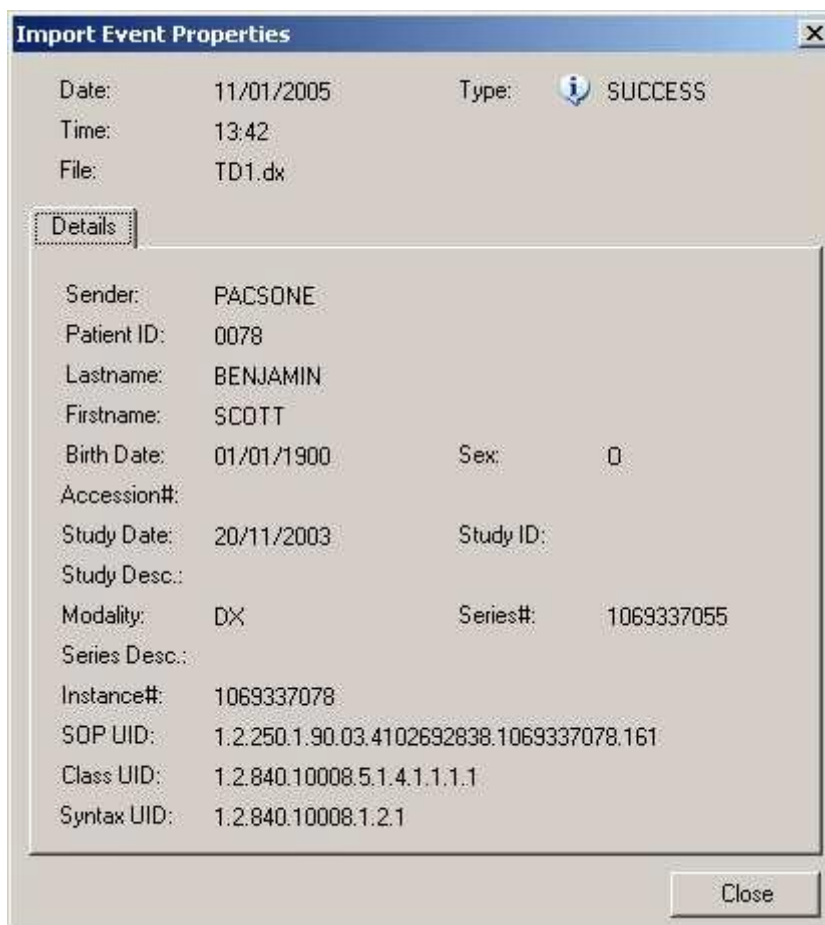 Import Event Properties
Date: 11/01/2005 Type: SUCCESS
Time: 13:42
File: TD1.dx
Details
Sender: PACSONE
Patient ID: 0078
Lastname: BENJAMIN
Firstname: SCOTT
Birth Date: 01/01/1900 Sex: O
Accession#:
Study Date: 20/11/2003 Study ID:
Study Desc.:
Modality: DX Series#: 1069337055
Series Desc.:
Instance#: 1069337078
SOP UID: 1.2.250.1.90.03.4102692838.1069337078.161
Class UID: 1.2.840.10008.5.1.4.1.1.1.1
Syntax UID: 1.2.840.10008.1.2.1
Close